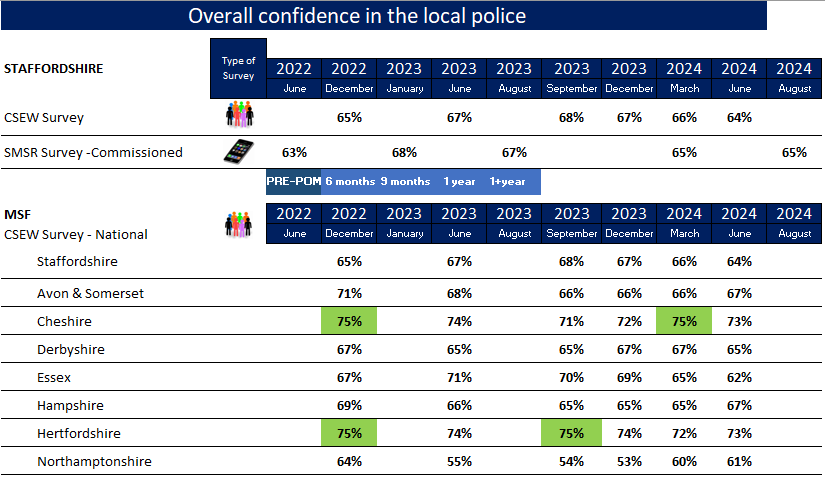 Overall confidence in the local police
STAFFORDSHIRE Type of Survey 2022 2022 2023 2023 2023 2023 2023 2024 2024 2024
June December January June August September December March June August
CSEW Survey 65% 67% 68% 67% 66% 64%
SMSR Survey -Commissioned 63% 68% 67% 65% 65%
PRE-POM 6 months 9 months 1 year 1+year
MSF 2022 2022 2023 2023 2023 2023 2023 2024 2024 2024
CSEW Survey - National June December January June August September December March June August
Staffordshire 65% 67% 68% 67% 66% 64%
Avon & Somerset 71% 68% 66% 66% 66% 67%
Cheshire 75% 74% 71% 72% 75% 73%
Derbyshire 67% 65% 65% 67% 67% 65%
Essex 67% 71% 70% 69% 65% 62%
Hampshire 69% 66% 65% 65% 65% 67%
Hertfordshire 75% 74% 75% 74% 72% 73%
Northamptonshire 64% 55% 54% 53% 60% 61%